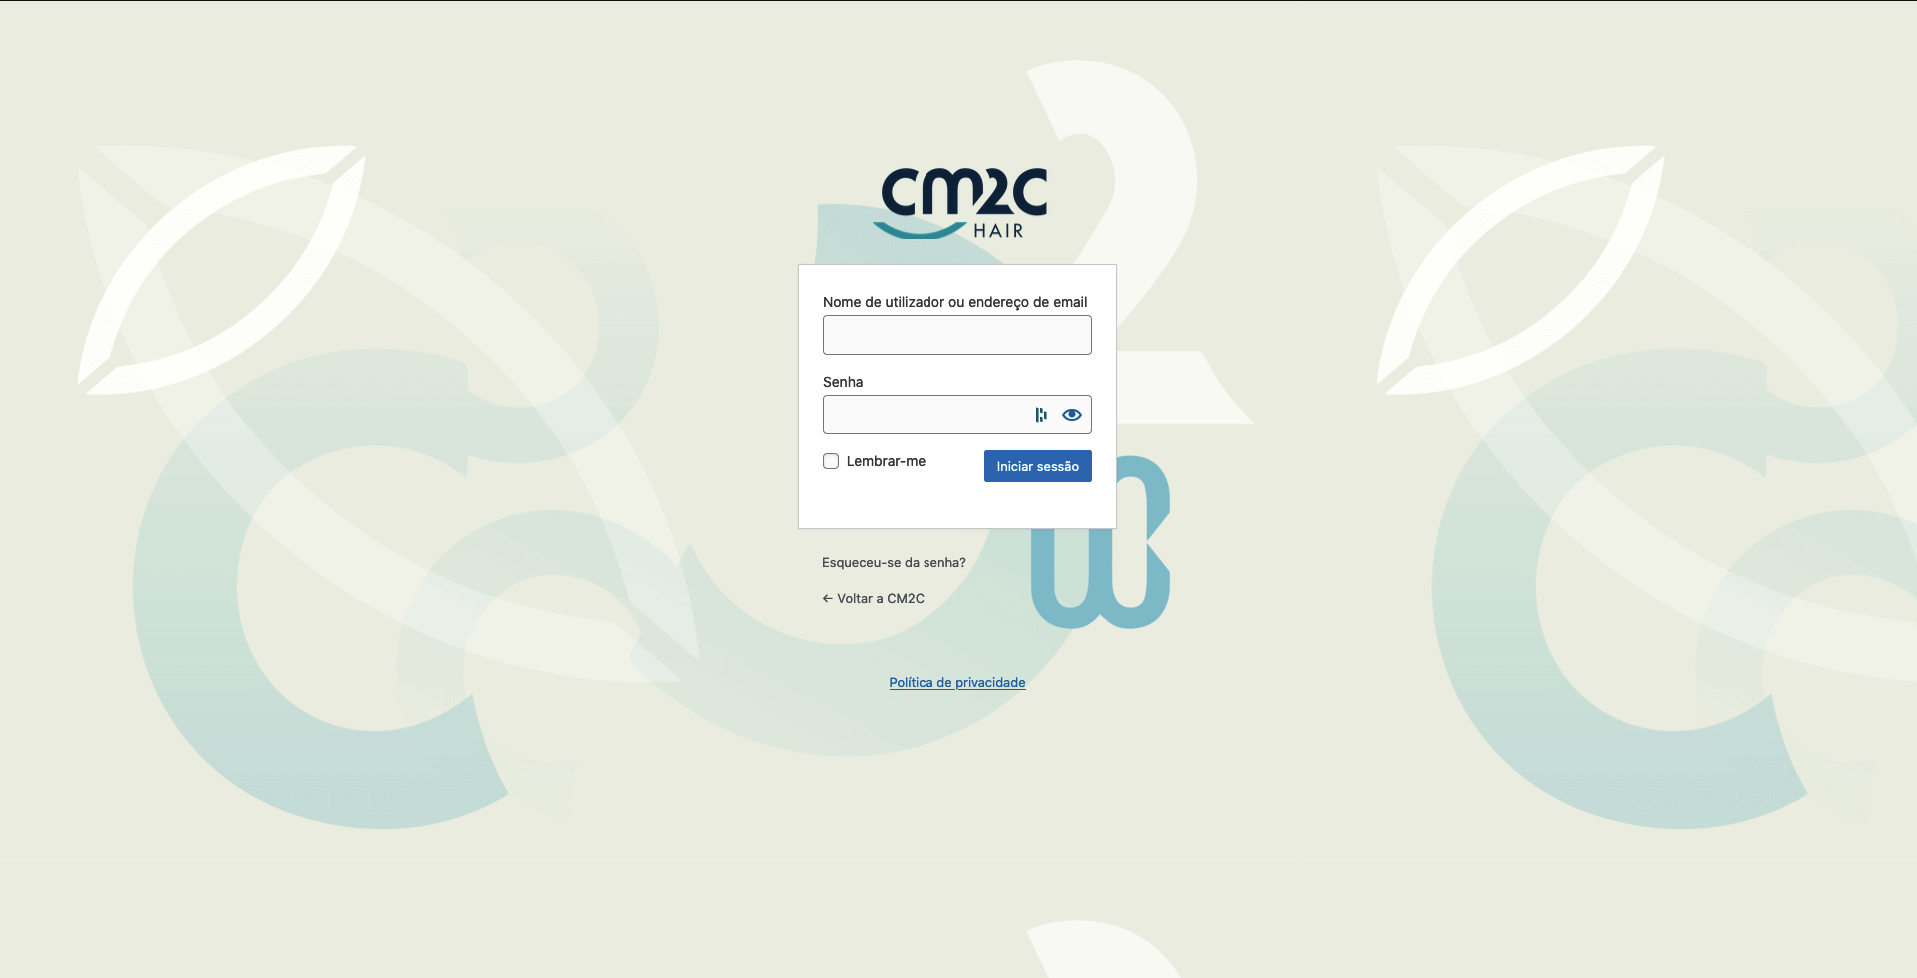 CM2C
HAIR
Nome de utilizador ou endereço de email
Senha
Lembrar-me
Iniciar sessão
Esqueceu-se da senha?
← Voltar a CM2C
Política de privacidade